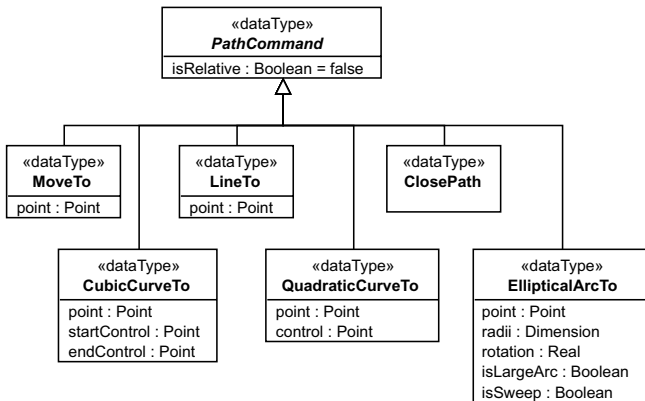 «dataType»
PathCommand
isRelative : Boolean = false
«dataType»
MoveTo
point : Point
«dataType»
LineTo
point : Point
«dataType»
ClosePath
«dataType»
CubicCurveTo
point : Point
startControl : Point
endControl : Point
«dataType»
QuadraticCurveTo
point : Point
control : Point
«dataType»
EllipticalArcTo
point : Point
radii : Dimension
rotation : Real
isLargeArc : Boolean
isSweep : Boolean